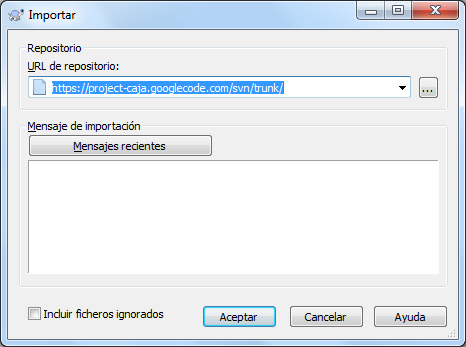 Importar
Repositorio
URL de repositorio:
https://project-caja.googlecode.com/svn/trunk/
...
Mensaje de importación
Mensajes recientes
Incluir ficheros ignorados
Aceptar
Cancelar
Ayuda